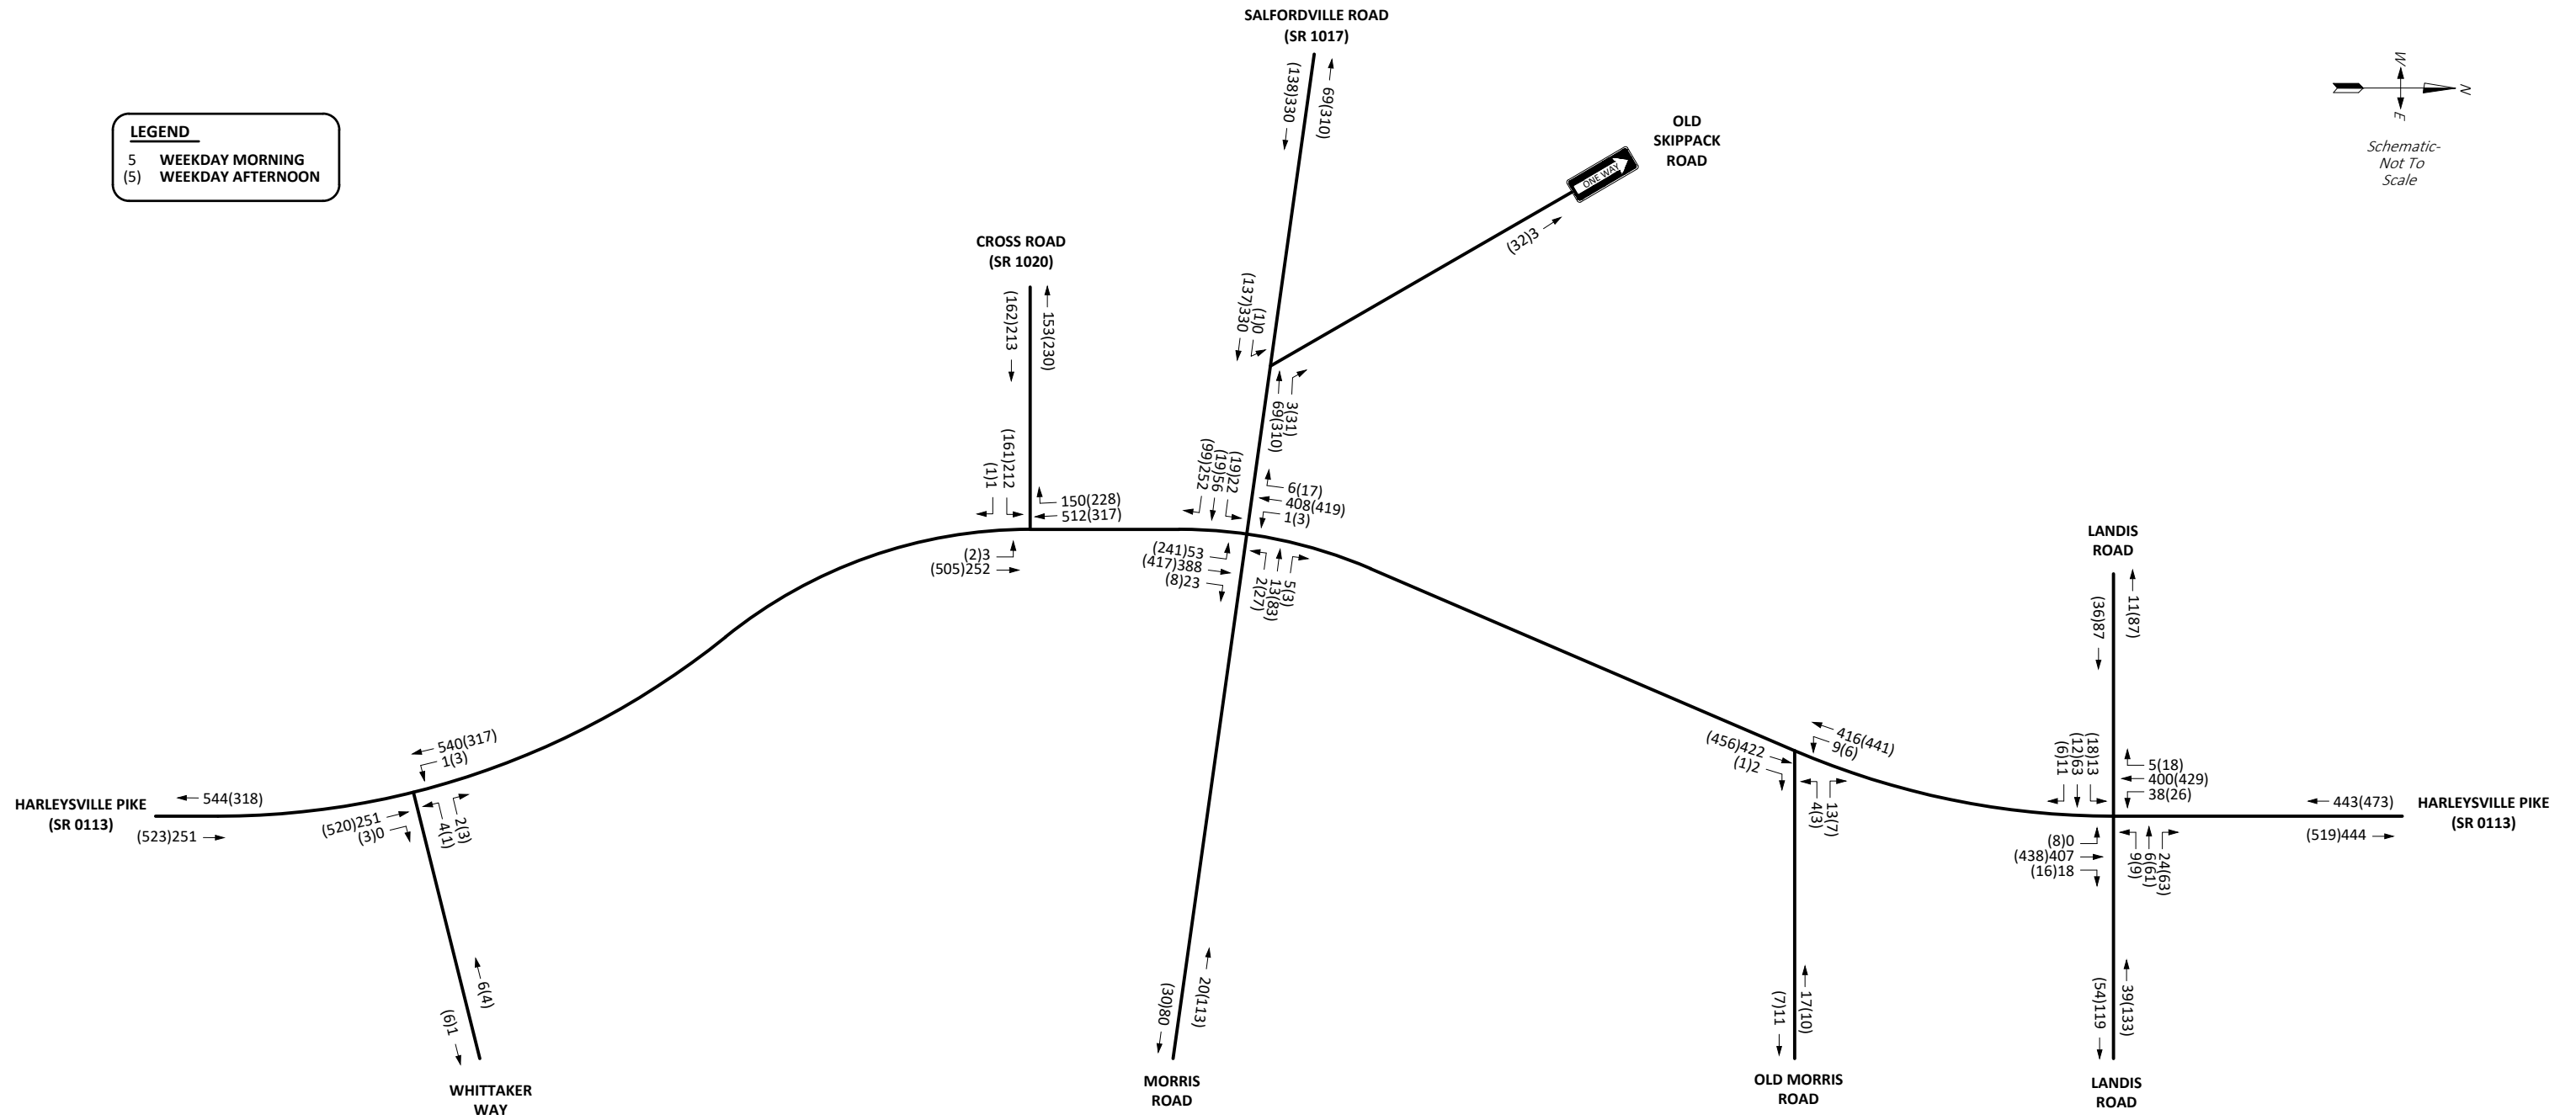 SALFORDVILLE ROAD
(SR 1017)
(138)330
69(310)
W
N
E
Schematic-
Not To
Scale
LEGEND
5 WEEKDAY MORNING
(5) WEEKDAY AFTERNOON
OLD
SKIPPACK
ROAD
ONE WAY
(32)3
CROSS ROAD
(SR 1020)
(162)213
153(230)
(137)330
(1)0
69(310)
3(31)
(1)1
(161)212
150(228)
512(317)
(2)3
(505)252
(99)252
(19)56
(19)22
6(17)
408(419)
1(3)
(241)53
(417)388
(8)23
2(27)
13(83)
5(3)
LANDIS
ROAD
(36)87
11(87)
(6)11
(12)63
(18)13
5(18)
400(429)
38(26)
(8)0
(438)407
(16)18
9(9)
6(61)
24(63)
443(473)
(519)444
HARLEYSVILLE PIKE
(SR 0113)
416(441)
9(6)
(456)422
(1)2
4(3)
13(7)
540(317)
1(3)
HARLEYSVILLE PIKE
(SR 0113)
544(318)
(523)251
(520)251
(3)0
4(1)
2(3)
6(4)
(6)1
WHITTAKER
WAY
(30)80
20(113)
MORRIS
ROAD
(7)11
17(10)
OLD MORRIS
ROAD
(54)119
39(133)
LANDIS
ROAD